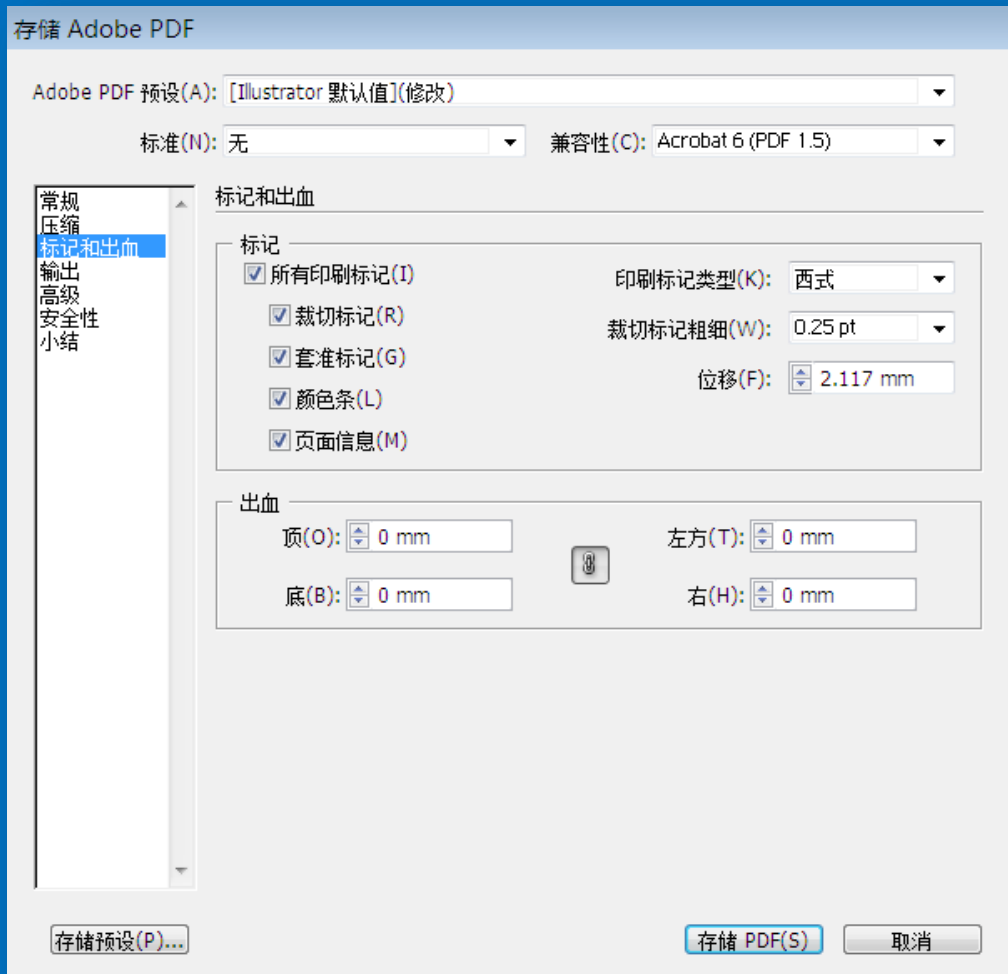 存储 Adobe PDF
Adobe PDF 预设(A): [Illustrator 默认值](修改)
标准(N): 无 兼容性(C): Acrobat 6 (PDF 1.5)
常规
压缩
标记和出血
输出
高级
安全性
小结
标记和出血
标记
所有印刷标记(I) 印刷标记类型(K): 西式
裁切标记(R) 裁切标记粗细(W): 0.25 pt
套准标记(G) 位移(F): 2.117 mm
颜色条(L)
页面信息(M)
出血
顶(O): 0 mm 左方(T): 0 mm
底(B): 0 mm 右(H): 0 mm
存储预设(P)... 存储 PDF(S) 取消